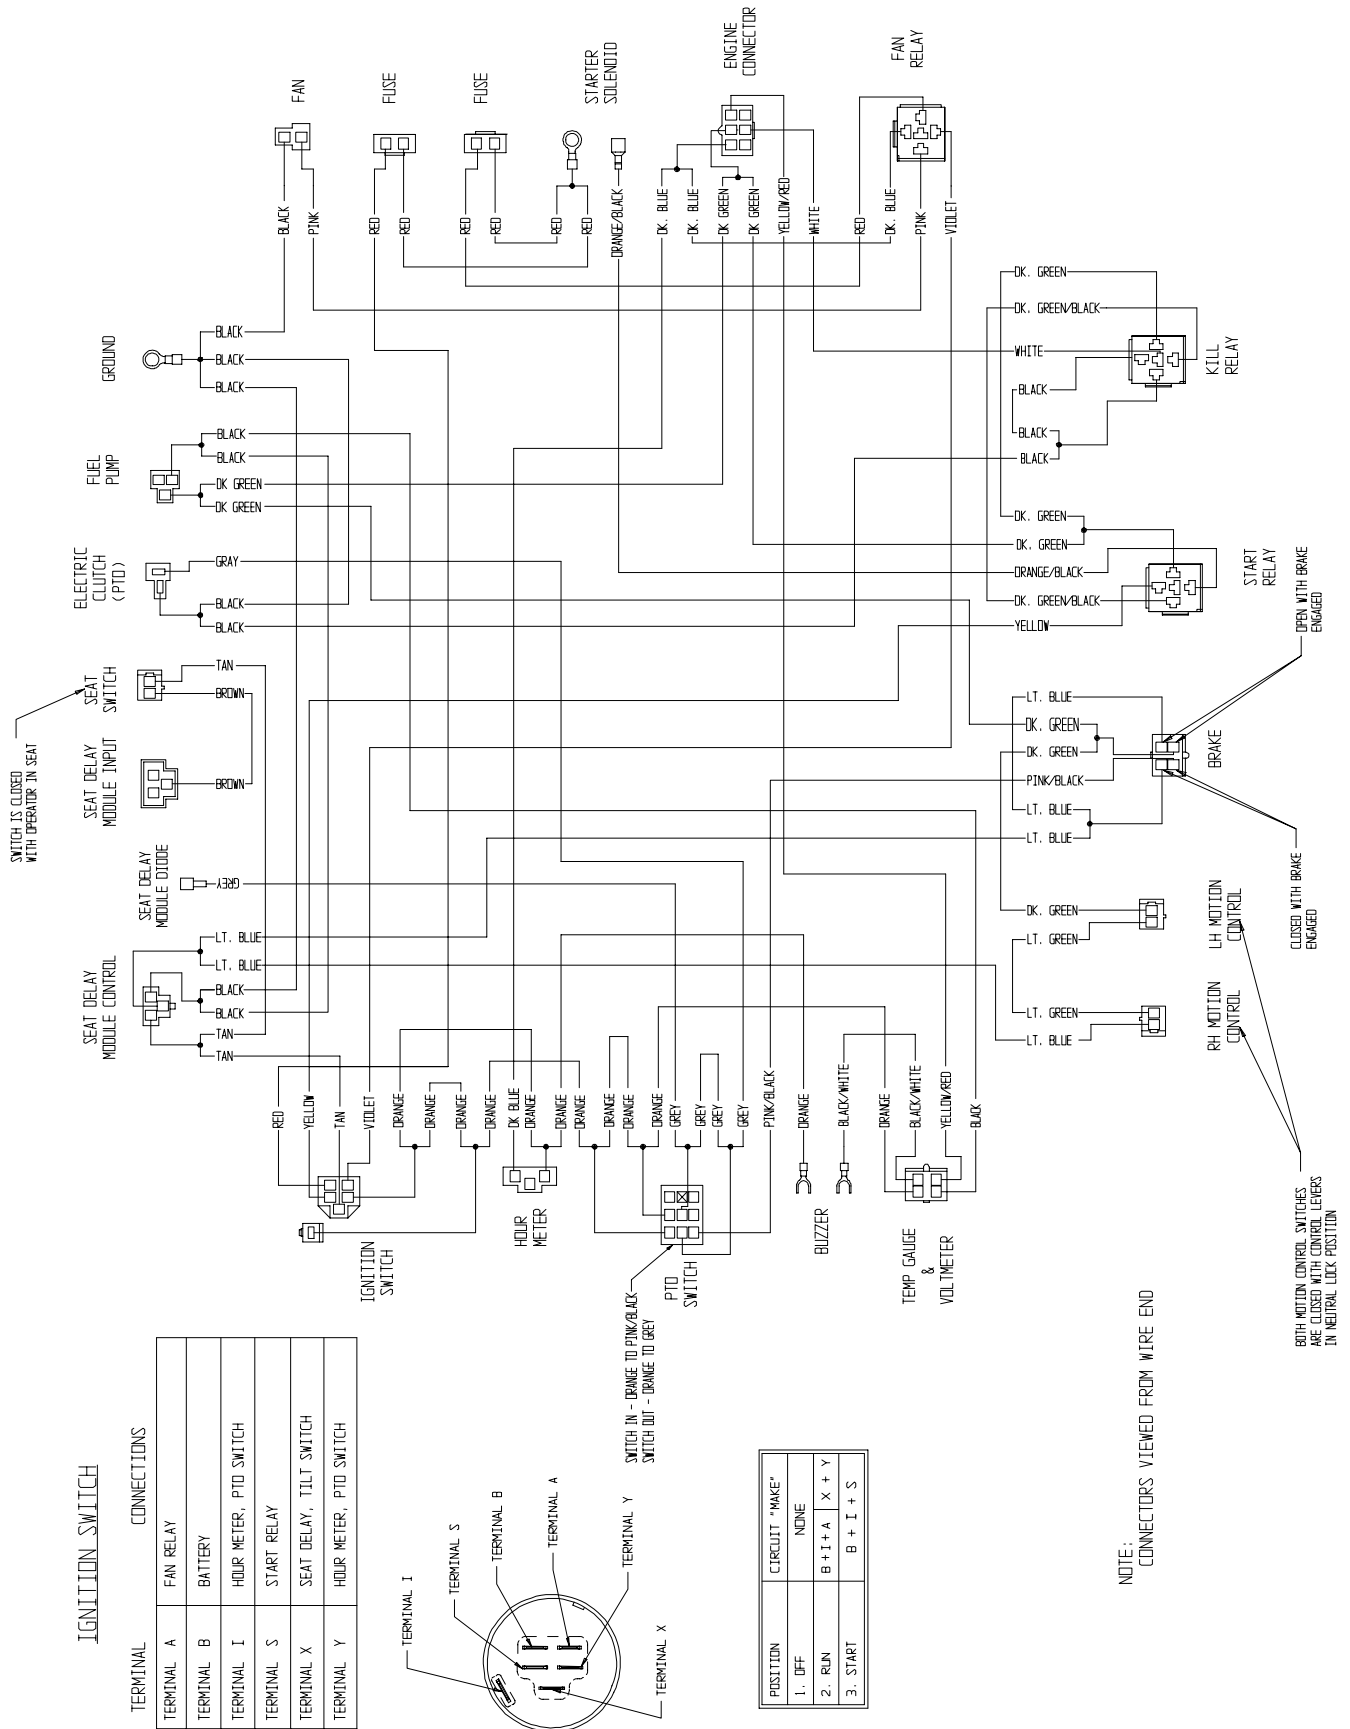 FAN
FUSE
FUSE
STARTER
SOLENOID
ENGINE
CONNECTOR
FAN
RELAY
BLACK
PINK
RED
RED
RED
RED
RED
RED
ORANGE/BLACK
DK. BLUE
DK. BLUE
DK GREEN
DK GREEN
YELLOW/RED
WHITE
RED
DK. BLUE
PINK
VIOLET
GROUND
BLACK
BLACK
BLACK
FUEL
PUMP
BLACK
BLACK
DK GREEN
DK GREEN
ELECTRIC
CLUTCH
(PTO)
GRAY
BLACK
BLACK
SEAT
SWITCH
TAN
BROWN
SWITCH IS CLOSED
WITH OPERATOR IN SEAT
SEAT DELAY
MODULE INPUT
BROWN
SEAT DELAY
MODULE DIODE
GREY
SEAT DELAY
MODULE CONTROL
LT. BLUE
LT. BLUE
BLACK
BLACK
TAN
TAN
DK. GREEN
DK. GREEN/BLACK
WHITE
BLACK
BLACK
BLACK
KILL
RELAY
DK. GREEN
DK. GREEN
ORANGE/BLACK
DK. GREEN/BLACK
YELLOW
START
RELAY
OPEN WITH BRAKE
ENGAGED
LT. BLUE
DK. GREEN
DK. GREEN
PINK/BLACK
LT. BLUE
LT. BLUE
BRAKE
CLOSED WITH BRAKE
ENGAGED
DK. GREEN
LT. GREEN
LH MOTION
CONTROL
LT. GREEN
LT. BLUE
RH MOTION
CONTROL
BOTH MOTION CONTROL SWITCHES
ARE CLOSED WITH CONTROL LEVERS
IN NEUTRAL LOCK POSITION
RED
YELLOW
TAN
VIOLET
ORANGE
ORANGE
ORANGE
ORANGE
DK BLUE
ORANGE
ORANGE
ORANGE
ORANGE
ORANGE
ORANGE
GREY
GREY
GREY
GREY
PINK/BLACK
ORANGE
BLACK/WHITE
ORANGE
BLACK/WHITE
YELLOW/RED
BLACK
IGNITION
SWITCH
HOUR
METER
PTO
SWITCH
BUZZER
TEMP GAUGE
&
VOLTMETER
SWITCH IN - ORANGE TO PINK/BLACK
SWITCH OUT - ORANGE TO GREY
IGNITION SWITCH
TERMINAL CONNECTIONS
TERMINAL A FAN RELAY
TERMINAL B BATTERY
TERMINAL I HOUR METER, PTO SWITCH
TERMINAL S START RELAY
TERMINAL X SEAT DELAY, TILT SWITCH
TERMINAL Y HOUR METER, PTO SWITCH
TERMINAL I
TERMINAL S
TERMINAL B
TERMINAL A
TERMINAL Y
TERMINAL X
POSITION CIRCUIT "MAKE"
1. OFF NONE
2. RUN B+I+A X + Y
3. START B + I + S
NOTE:
CONNECTORS VIEWED FROM WIRE END